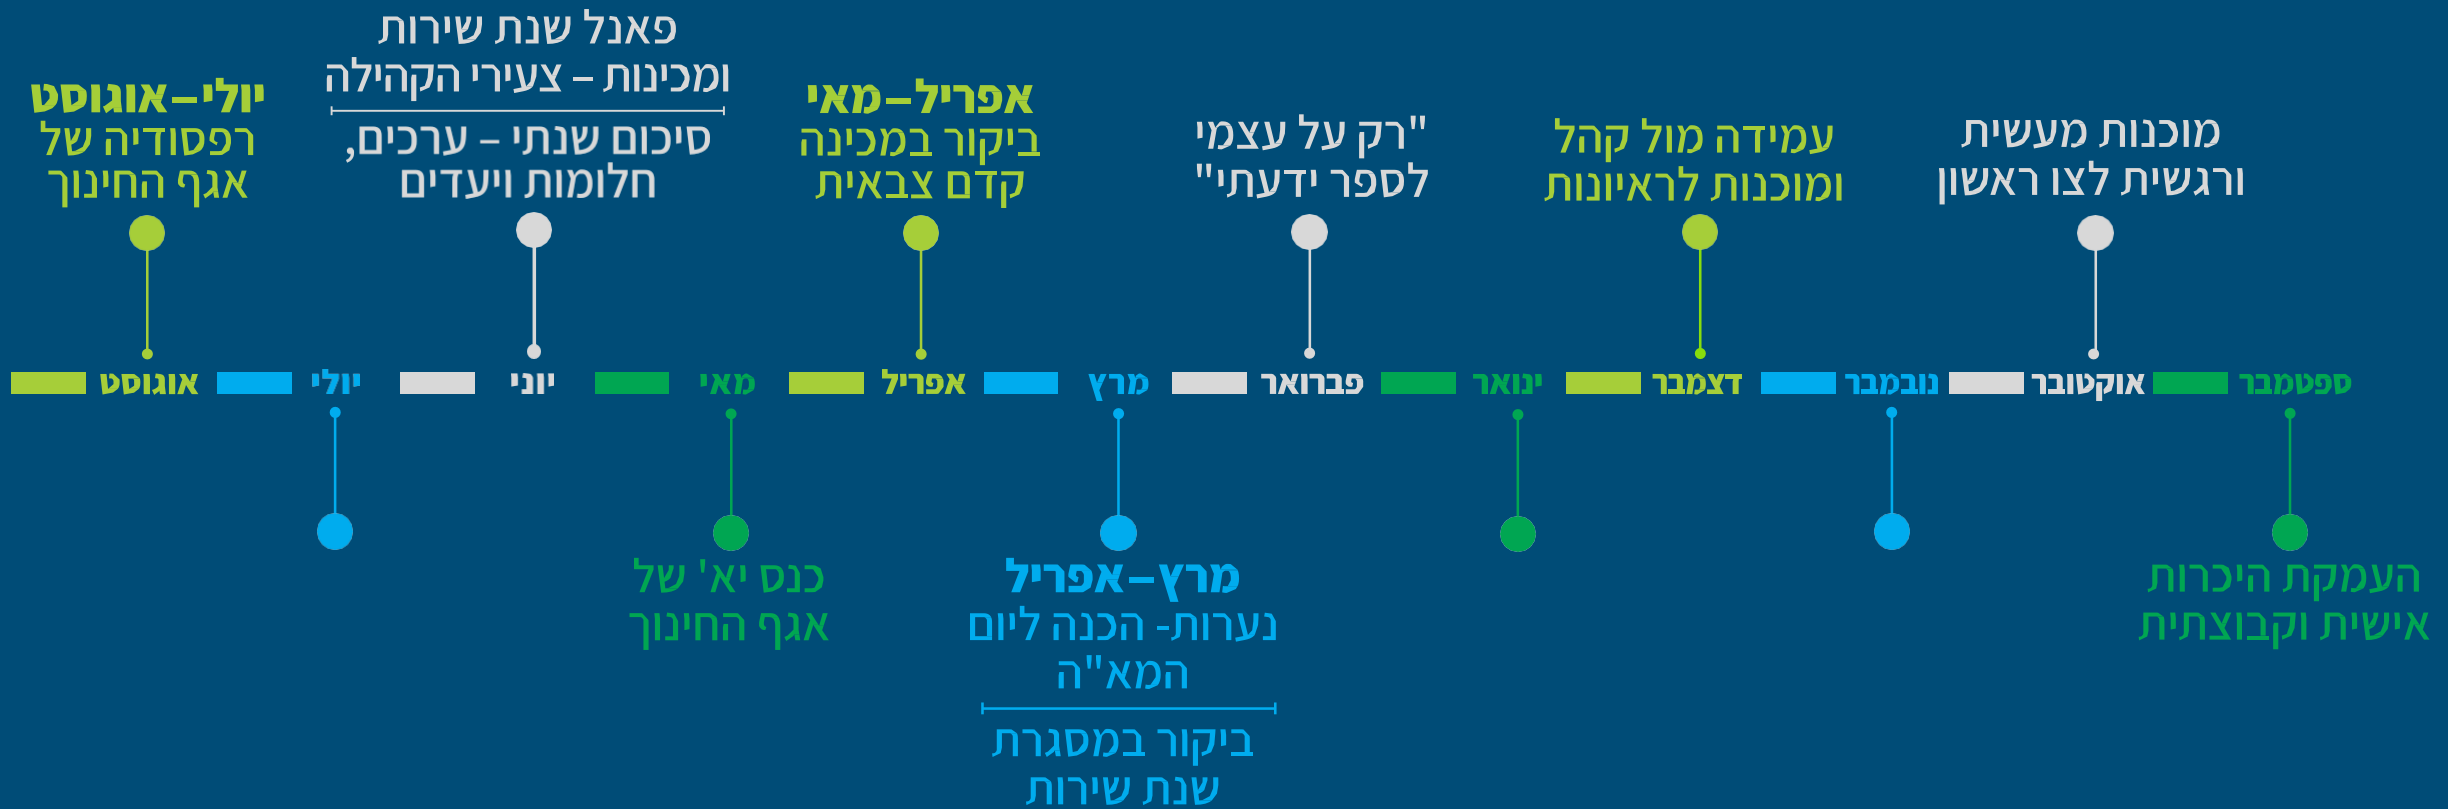 מוכנות מעשית
ורגשית לצו ראשון
עמידה מול קהל
ומוכנות לראיונות
"רק על עצמי
לספר ידעתי"
אפריל–מאי
ביקור במכינה
קדם צבאית
פאנל שנת שירות
ומכינות – צעירי הקהילה
סיכום שנתי – ערכים,
חלומות ויעדים
יולי–אוגוסט
רפסודיה של
אגף החינוך
ספטמבר
אוקטובר
נובמבר
דצמבר
ינואר
פברואר
מרץ
אפריל
מאי
יוני
יולי
אוגוסט
העמקת היכרות
אישית וקבוצתית
מרץ–אפריל
נערות- הכנה ליום
המא"ה
ביקור במסגרת
שנת שירות
כנס יא' של
אגף החינוך